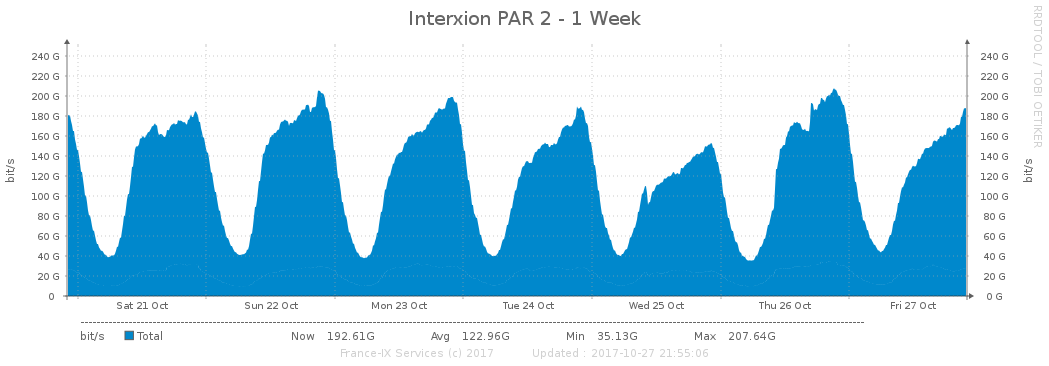 Interxion PAR 2 - 1 Week
RRDTOOL / TOBI OETIKER
240 G 240 G
220 G 220 G
200 G 200 G
180 G 180 G
160 G 160 G
140 G 140 G
120 G 120 G
100 G 100 G
80 G 80 G
60 G 60 G
40 G 40 G
20 G 20 G
0 0 G
bit/s
bit/s
Sat 21 Oct Sun 22 Oct Mon 23 Oct Tue 24 Oct Wed 25 Oct Thu 26 Oct Fri 27 Oct
bit/s Total Now 192.61G Avg 122.96G Min 35.13G Max 207.64G
France-IX Services (c) 2017 Updated : 2017-10-27 21:55:06